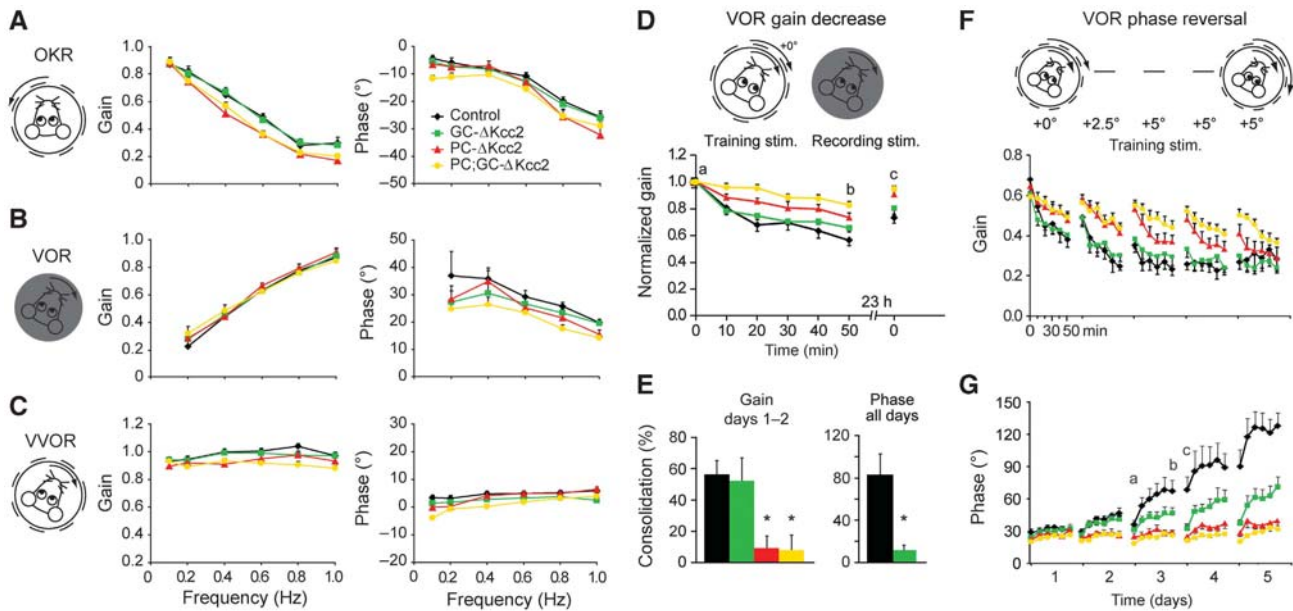 A
OKR
Gain
1.0
0.8
0.6
0.4
0.2
0
Phase (°)
0
−10
−20
−30
−40
−50
Control
GC-ΔKcc2
PC-ΔKcc2
PC;GC-ΔKcc2
B
VOR
Gain
1.0
0.8
0.6
0.4
0.2
0
Phase (°)
50
40
30
20
10
0
C
VVOR
Gain
1.2
1.0
0.8
0.6
0.4
0.2
0
0 0.2 0.4 0.6 0.8 1.0
Frequency (Hz)
Phase (°)
30
20
10
0
−10
−20
0 0.2 0.4 0.6 0.8 1.0
Frequency (Hz)
D
VOR gain decrease
+0°
Training stim.
Recording stim.
Normalized gain
1.2
1.0
0.8
0.6
0.4
0.2
0
a
b
c
23 h
0 10 20 30 40 50 0
Time (min)
E
Gain
days 1–2
Consolidation (%)
80
60
40
20
0
* *
Phase
all days
120
80
40
0
*
F
VOR phase reversal
+0° +2.5° +5° +5° +5°
Training stim.
Gain
0.8
0.6
0.4
0.2
0
0 30 50 min
G
Phase (°)
150
120
90
60
30
0
a
b
c
1 2 3 4 5
Time (days)